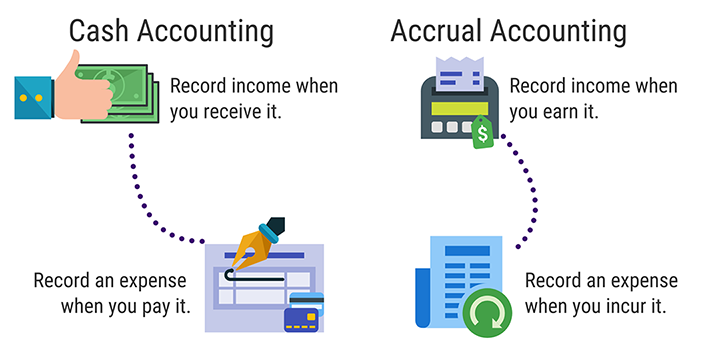 Cash Accounting
Record income when
you receive it.
Record an expense
when you pay it.
Accrual Accounting
Record income when
you earn it.
$
Record an expense
when you incur it.